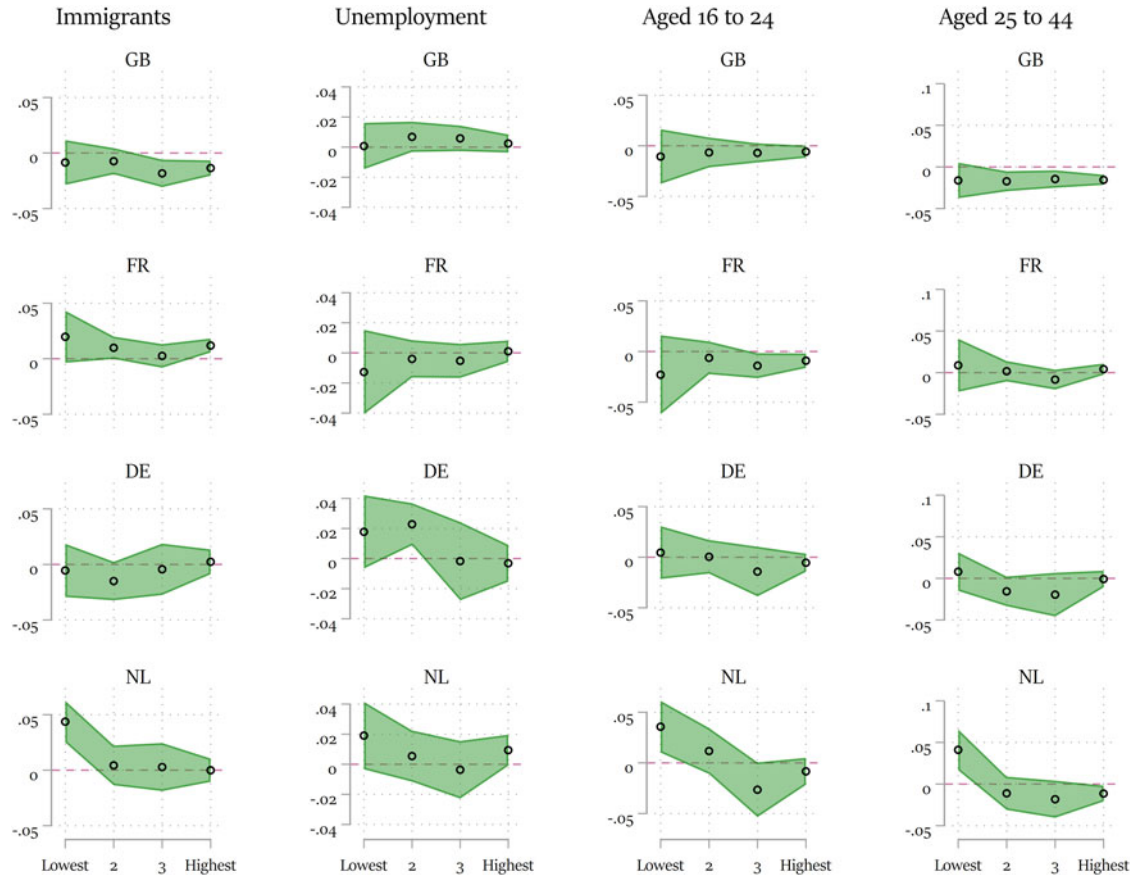 Immigrants Unemployment Aged 16 to 24 Aged 25 to 44
GB GB GB GB
.05 0 -.05
.04 .02 0 -.02 -.04
.05 0 -.05
.1 .05 0 -.05
FR FR FR FR
.05 0 -.05
.04 .02 0 -.02 -.04
.05 0 -.05
.1 .05 0 -.05
DE DE DE DE
.05 0 -.05
.04 .02 0 -.02 -.04
.05 0 -.05
.1 .05 0 -.05
NL NL NL NL
.05 0 -.05
.04 .02 0 -.02 -.04
.05 0 -.05
.1 .05 0 -.05
Lowest 2 3 Highest Lowest 2 3 Highest Lowest 2 3 Highest Lowest 2 3 Highest